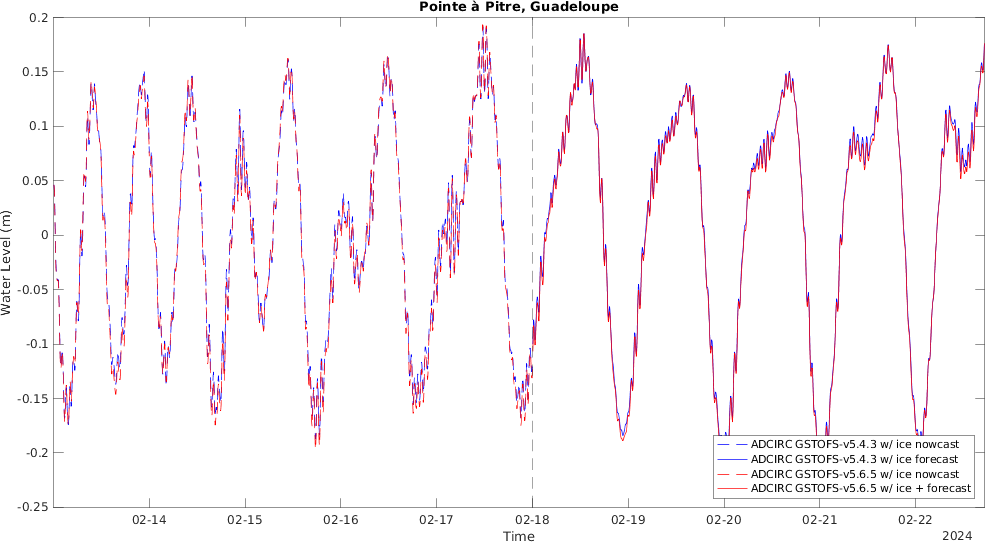 Pointe à Pitre, Guadeloupe
0.2
0.15
0.1
0.05
0
-0.05
-0.1
-0.15
-0.2
-0.25
Water Level (m)
ADCIRC GSTOFS-v5.4.3 w/ ice nowcast
ADCIRC GSTOFS-v5.4.3 w/ ice forecast
ADCIRC GSTOFS-v5.6.5 w/ ice nowcast
ADCIRC GSTOFS-v5.6.5 w/ ice + forecast
02-14 02-15 02-16 02-17 02-18 02-19 02-20 02-21 02-22
Time
2024